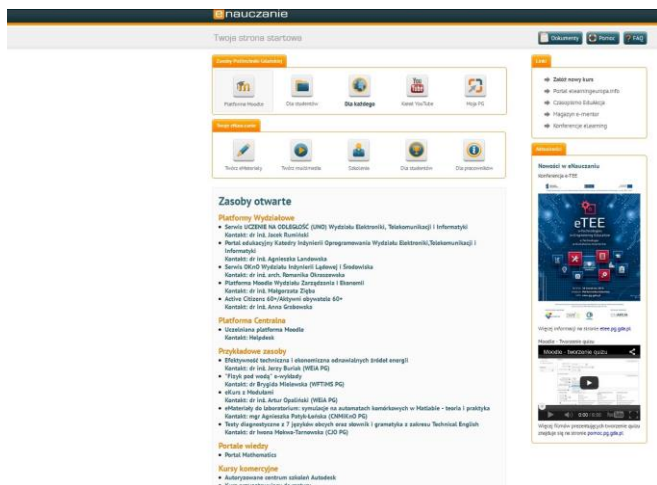 enauczanie
Twoja strona startowa
Dokumenty
Pomoc
FAQ
Zasoby Politechniki Gdańskiej
Platforma Moodle
Dla studentów
Dla każdego
Kanał YouTube
Moja PG
Twoje eNauczanie
Twórz eMateriały
Twórz multimedia
Szkolenia
Dla studentów
Dla pracowników
Zasoby otwarte
Platformy Wydziałowe
Serwis UCZENIE NA ODLEGŁOŚĆ (UNO) Wydziału Elektroniki, Telekomunikacji i Informatyki
Kontakt: dr inż. Jacek Rumiński
Portal edukacyjny Katedry Inżynierii Oprogramowania Wydziału Elektroniki,Telekomunikacji i
Informatyki
Kontakt: dr inż. Agnieszka Landowska
Serwis OKnO Wydziału Inżynierii Lądowej i Środowiska
Kontakt: dr inż. arch. Romanika Okraszewska
Platforma Moodle Wydziału Zarządzania i Ekonomii
Kontakt: dr inż. Małgorzata Zięba
Active Citizens 60+/Aktywni obywatele 60+
Kontakt: dr inż. Anna Grabowska
Platforma Centralna
Uczelniana platforma Moodle
Kontakt: Helpdesk
Przykładowe zasoby
Efektywność techniczna i ekonomiczna odnawialnych źródeł energii
Kontakt: dr inż. Jerzy Buriak (WEiA PG)
"Fizyk pod wodą" e-wykłady
Kontakt: dr Brygida Mielewska (WFTiMS PG)
eKurs z Modułami
Kontakt: dr inż. Artur Opaliński (WEiA PG)
eMateriały do laboratorium: symulacje na automatach komórkowych w Matlabie - teoria i praktyka
Kontakt: mgr Agnieszka Potyk-Łońska (CNMiKnO PG)
Testy diagnostyczne z 7 języków obcych oraz słownik i gramatyka z zakresu Technical English
Kontakt: dr Iwona Mokwa-Tarnowska (CJO PG)
Portale wiedzy
Portal Mathematics
Kursy komercyjne
Autoryzowane centrum szkoleń Autodesk
Linki
Załóż nowy kurs
Portal elearningeuropa.info
Czasopismo EduAkcja
Magazyn e-mentor
Konferencje eLearning
Aktualności
Nowości w eNauczaniu
Konferencja e-TEE
eTEE
Więcej informacji na stronie etee.pg.gda.pl
Moodle - Tworzenie quizu
Moodle - tworzenie quizu
0:00
YouTube
Więcej filmów prezentujących tworzenie quizu
znajduje się na stronie pomoc.pg.gda.pl